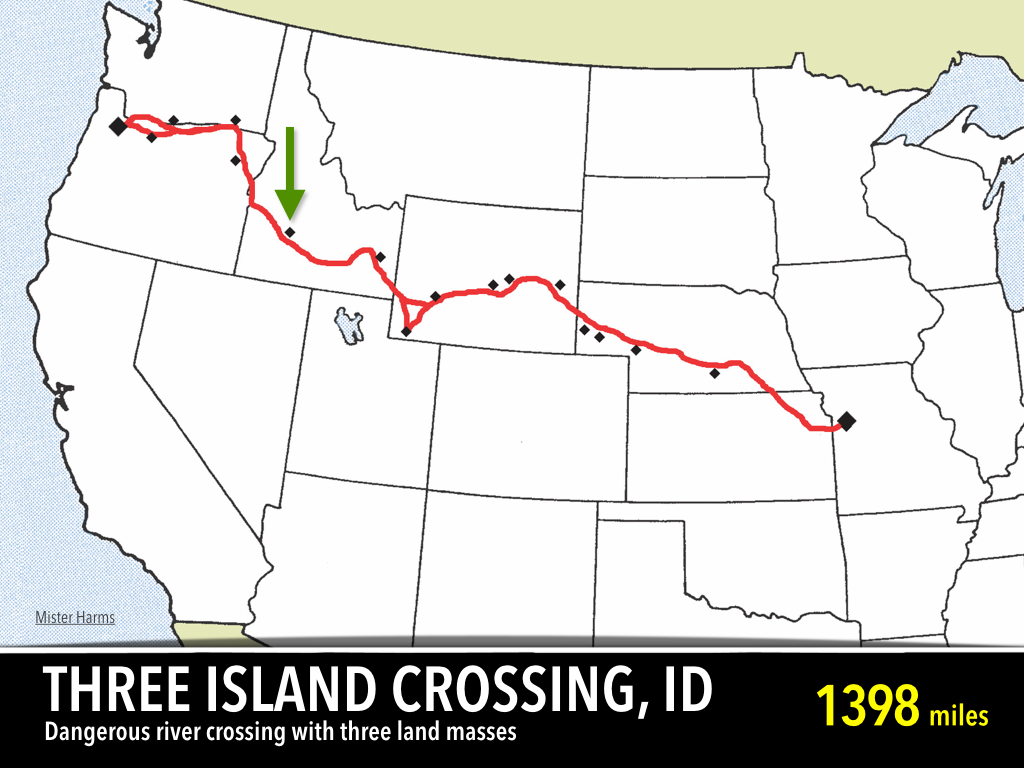 Mister Harms
THREE ISLAND CROSSING, ID
Dangerous river crossing with three land masses
1398 miles